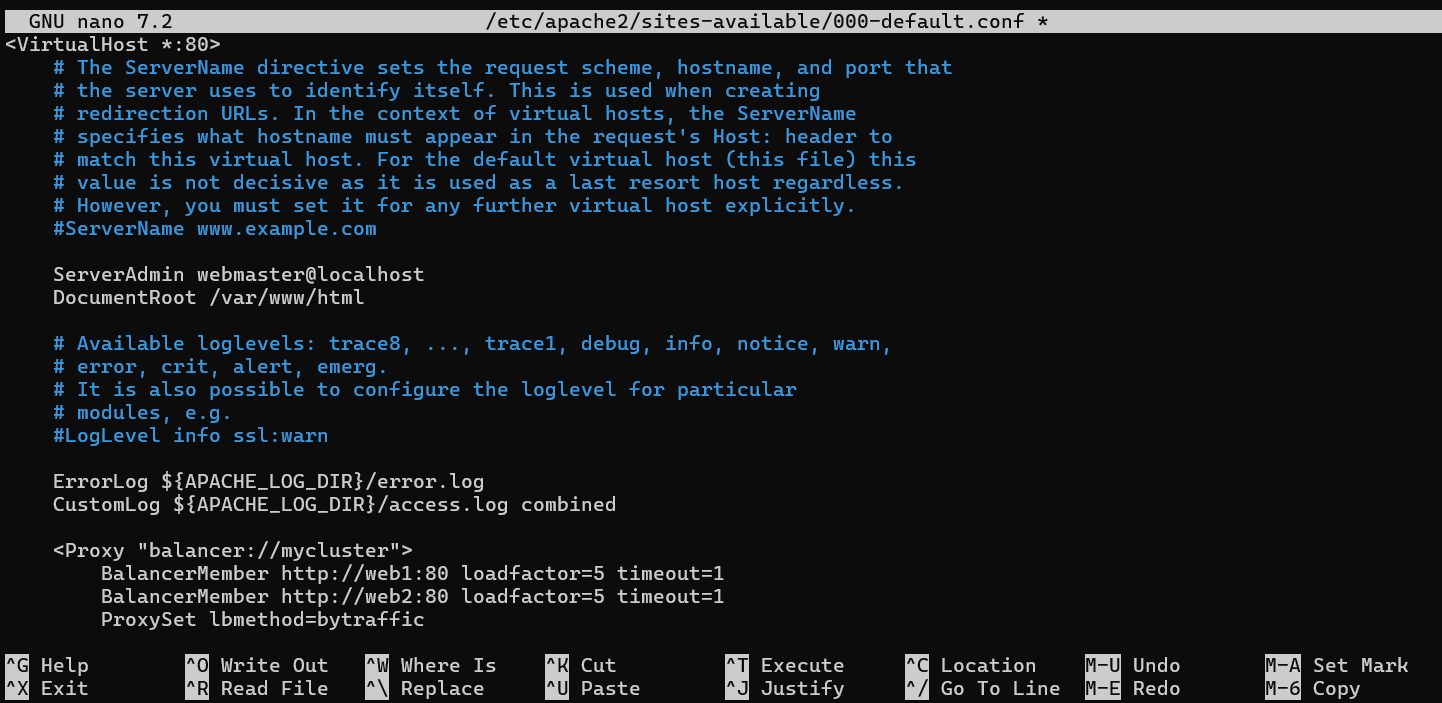 GNU nano 7.2 /etc/apache2/sites-available/000-default.conf *
<VirtualHost *:80>
    # The ServerName directive sets the request scheme, hostname, and port that
    # the server uses to identify itself. This is used when creating
    # redirection URLs. In the context of virtual hosts, the ServerName
    # specifies what hostname must appear in the request's Host: header to
    # match this virtual host. For the default virtual host (this file) this
    # value is not decisive as it is used as a last resort host regardless.
    # However, you must set it for any further virtual host explicitly.
    #ServerName www.example.com

    ServerAdmin webmaster@localhost
    DocumentRoot /var/www/html

    # Available loglevels: trace8, ..., trace1, debug, info, notice, warn,
    # error, crit, alert, emerg.
    # It is also possible to configure the loglevel for particular
    # modules, e.g.
    #LogLevel info ssl:warn

    ErrorLog ${APACHE_LOG_DIR}/error.log
    CustomLog ${APACHE_LOG_DIR}/access.log combined

    <Proxy "balancer://mycluster">
        BalancerMember http://web1:80 loadfactor=5 timeout=1
        BalancerMember http://web2:80 loadfactor=5 timeout=1
        ProxySet lbmethod=bytraffic

^G Help ^O Write Out ^W Where Is ^K Cut ^T Execute ^C Location M-U Undo M-A Set Mark
^X Exit ^R Read File ^\ Replace ^U Paste ^J Justify ^/ Go To Line M-E Redo M-6 Copy